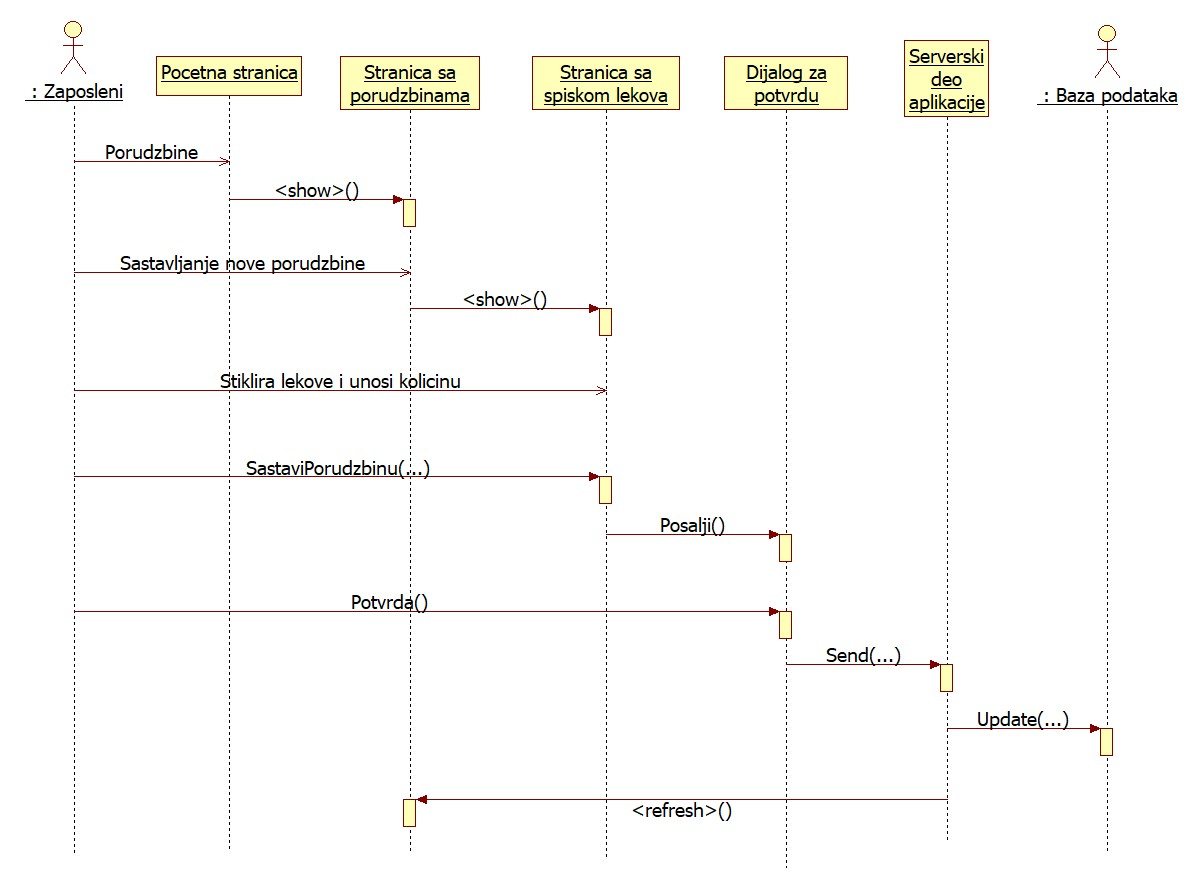 : Zaposleni
Pocetna stranica
Stranica sa
porudzbinama
Stranica sa
spiskom lekova
Dijalog za
potvrdu
Serverski
deo
aplikacije
: Baza podataka
Porudzbine
<show>()
Sastavljanje nove porudzbine
<show>()
Stiklira lekove i unosi kolicinu
SastaviPorudzbinu(...)
Posalji()
Potvrda()
Send(...)
Update(...)
<refresh>()